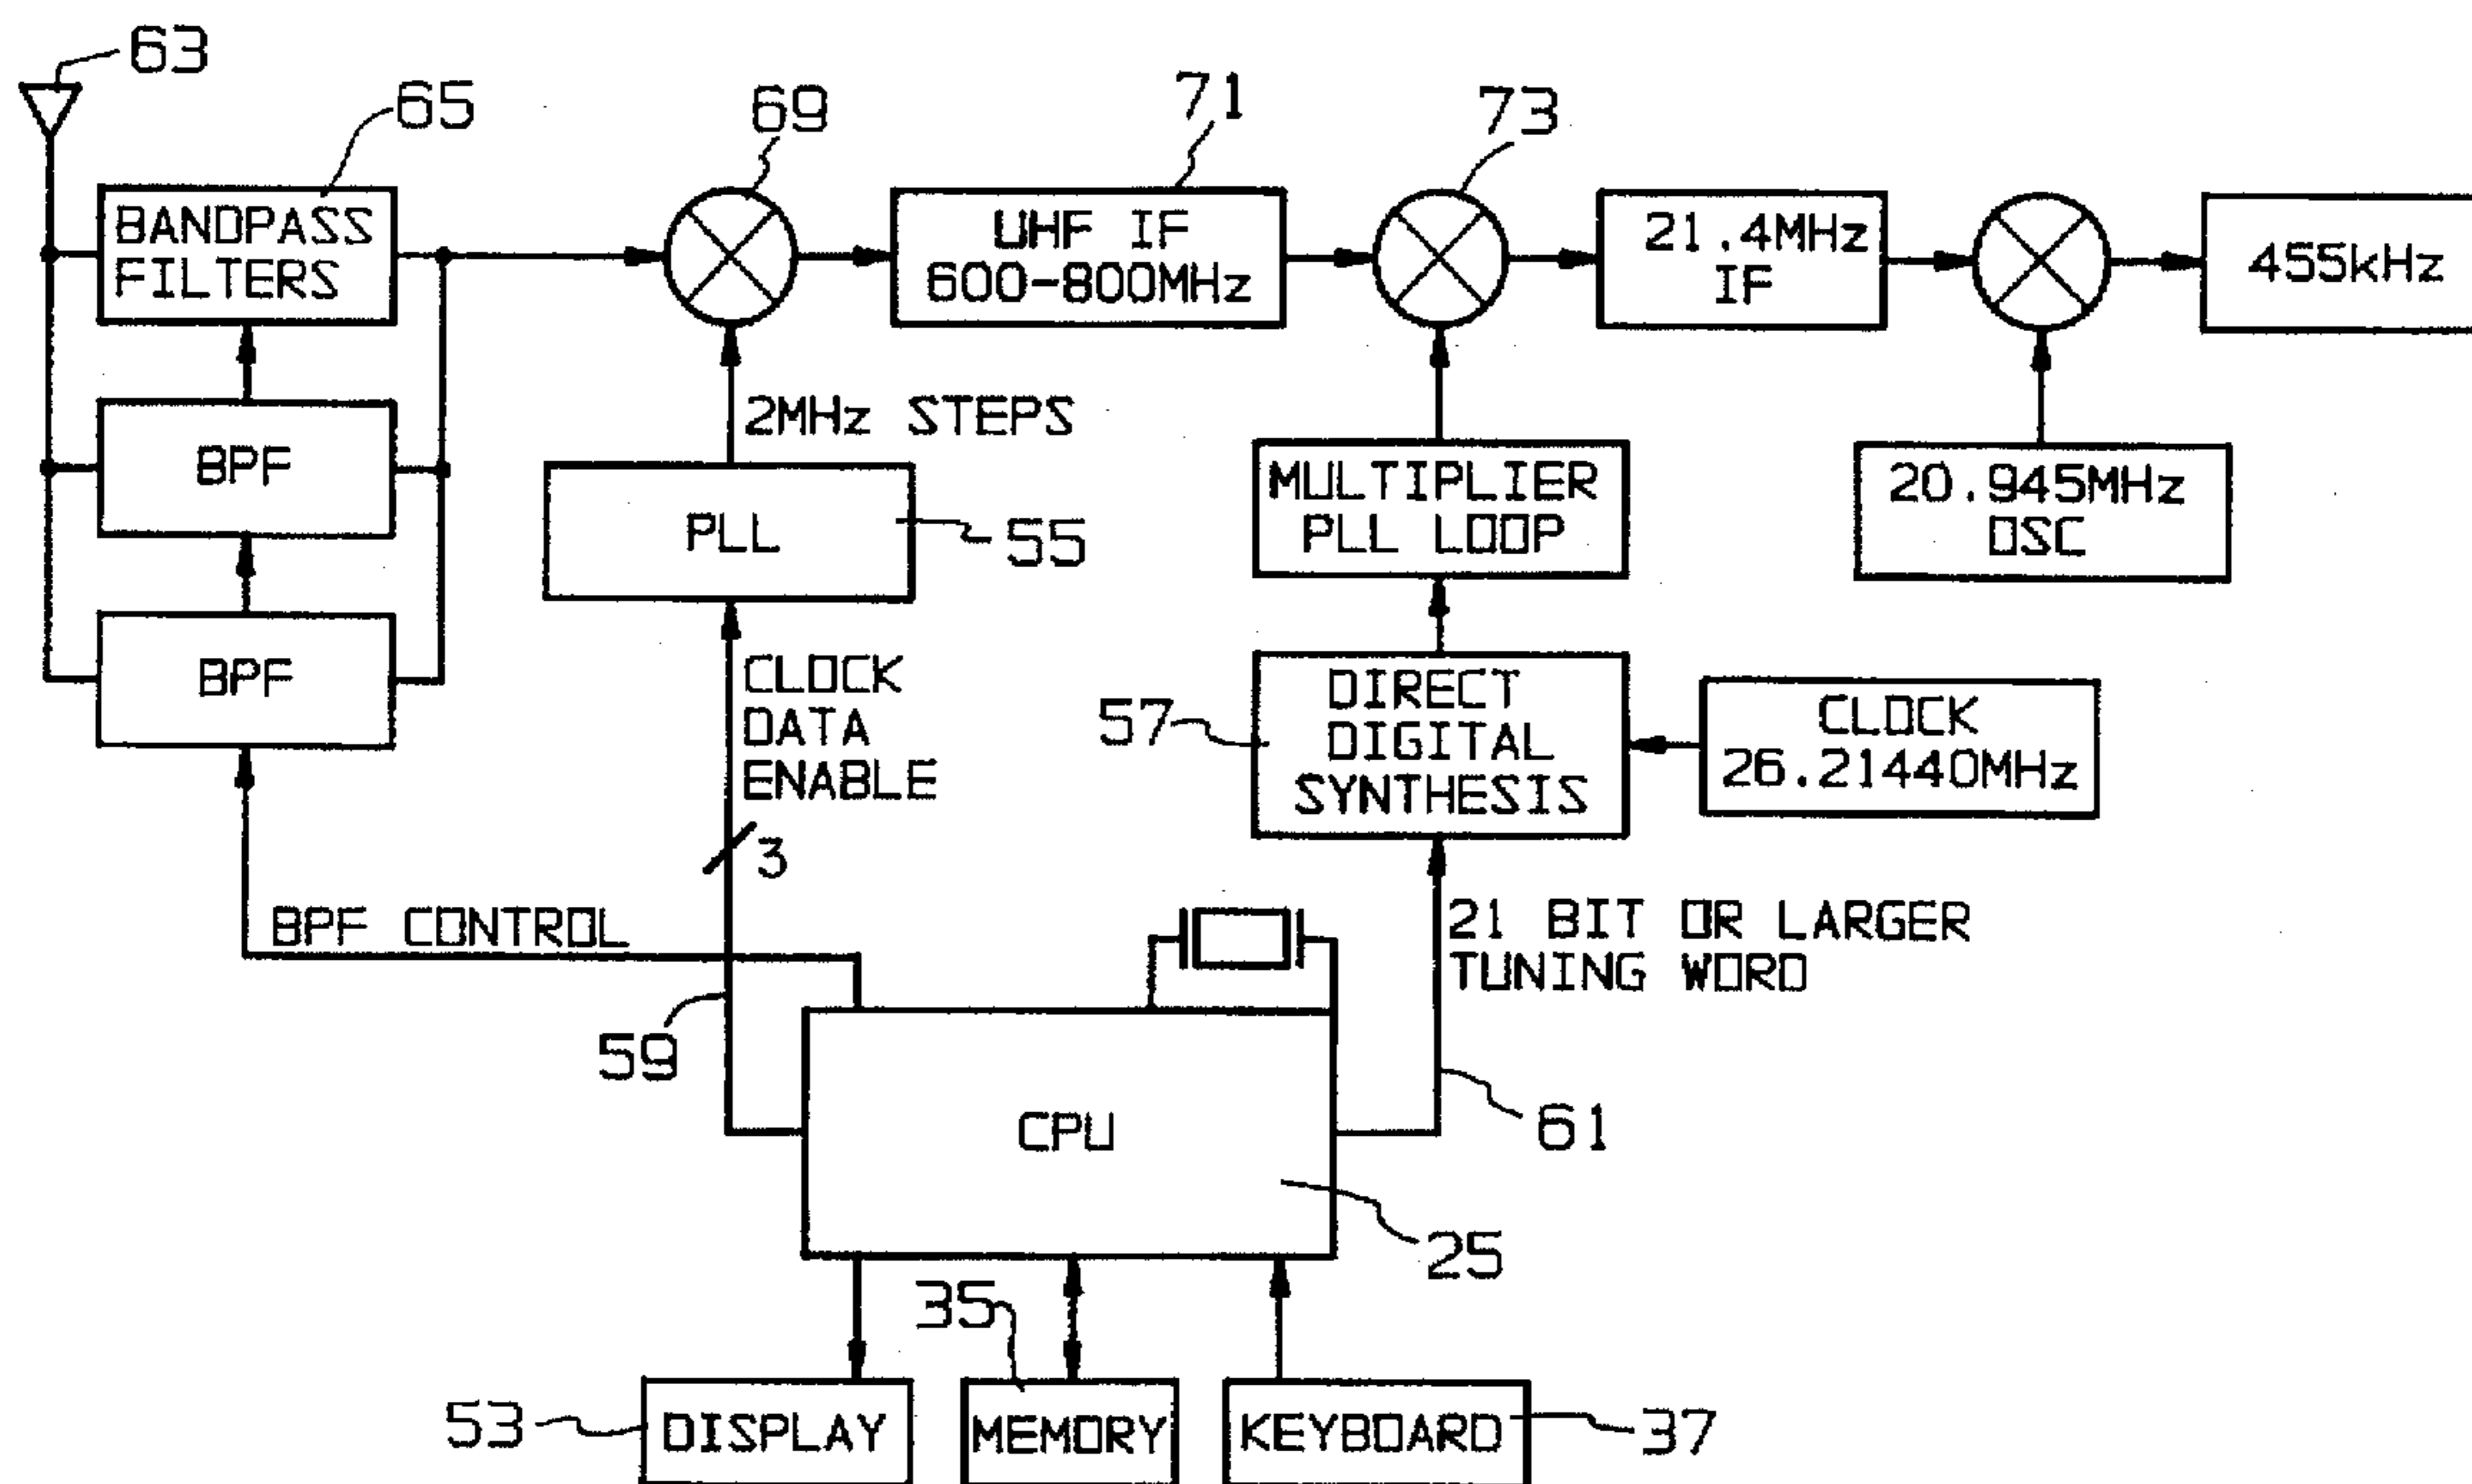 63
65
69
71
73
BANDPASS
FILTERS
UHF IF
600-800MHz
21.4MHz
IF
455kHz
2MHz STEPS
BPF
PLL
55
MULTIPLIER
PLL LOOP
20.945MHz
OSC
BPF
CLOCK
DATA
ENABLE
3
57
DIRECT
DIGITAL
SYNTHESIS
CLOCK
26.21440MHz
BPF CONTROL
21 BIT OR LARGER
TUNING WORD
59
CPU
61
25
35
53
DISPLAY
MEMORY
KEYBOARD
37